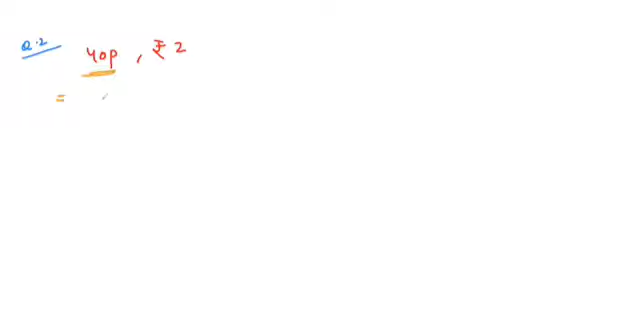 Q.2
40p , ₹ 2
=